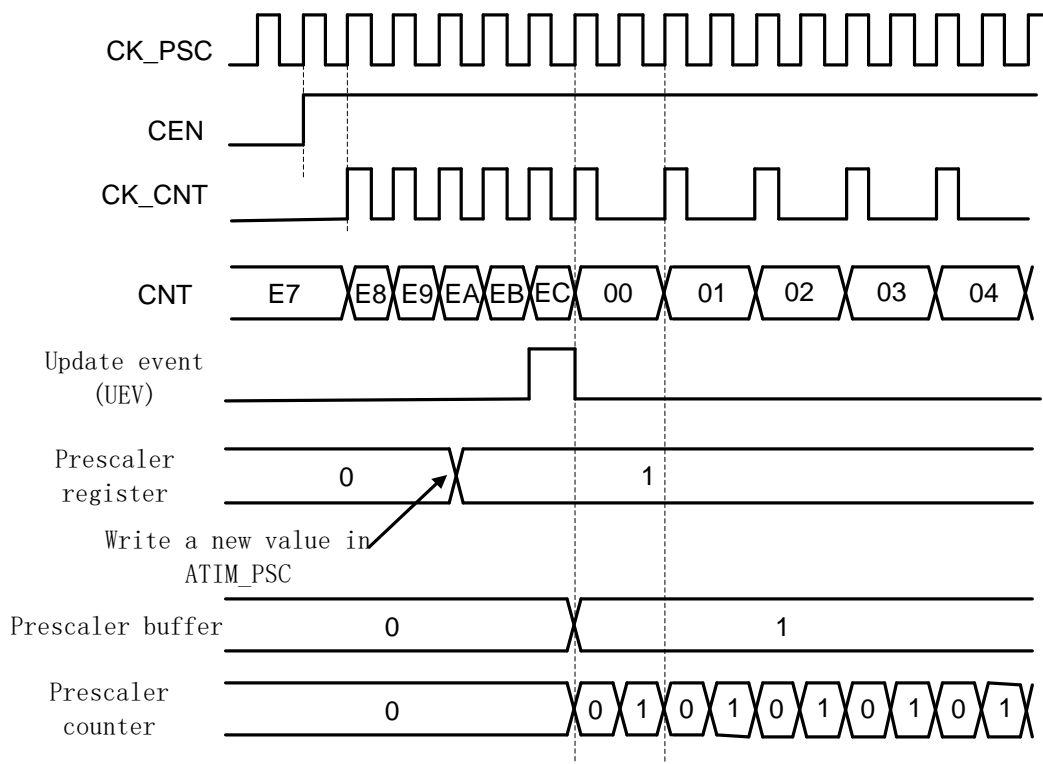 CK_PSC
CEN
CK_CNT
CNT E7 E8 E9 EA EB EC 00 01 02 03 04
Update event
(UEV)
Prescaler
register
0 1
Write a new value in
ATIM_PSC
Prescaler buffer 0 1
Prescaler
counter
0 0 1 0 1 0 1 0 1 0 1